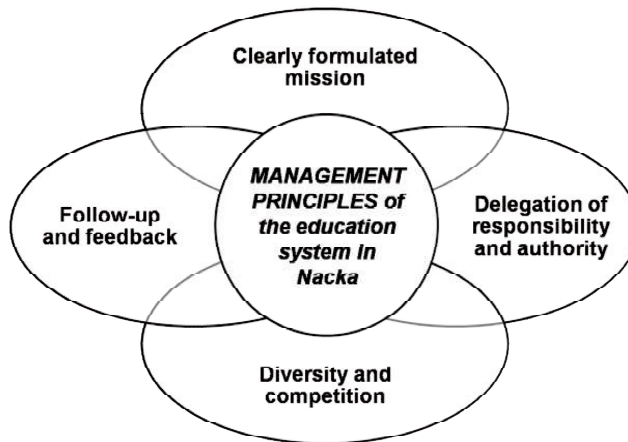 Clearly formulated
mission
MANAGEMENT
PRINCIPLES of
the education
system in
Nacka
Follow-up
and feedback
Delegation of
responsibility
and authority
Diversity and
competition